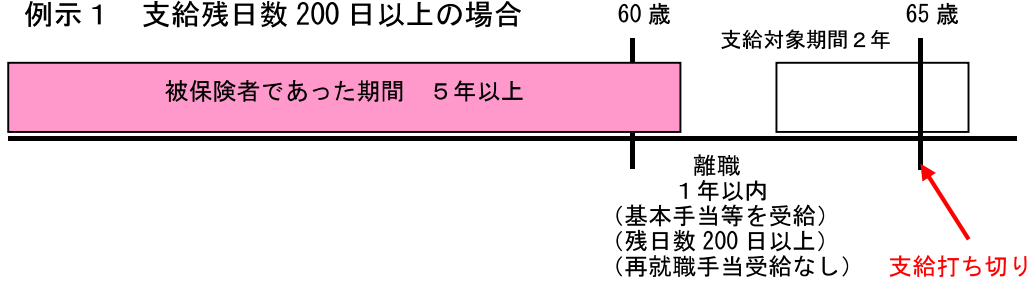 例示１　支給残日数 200 日以上の場合
60 歳
65 歳
支給対象期間２年
被保険者であった期間　５年以上
離職
１年以内
（基本手当等を受給）
（残日数 200 日以上）
（再就職手当受給なし）
支給打ち切り